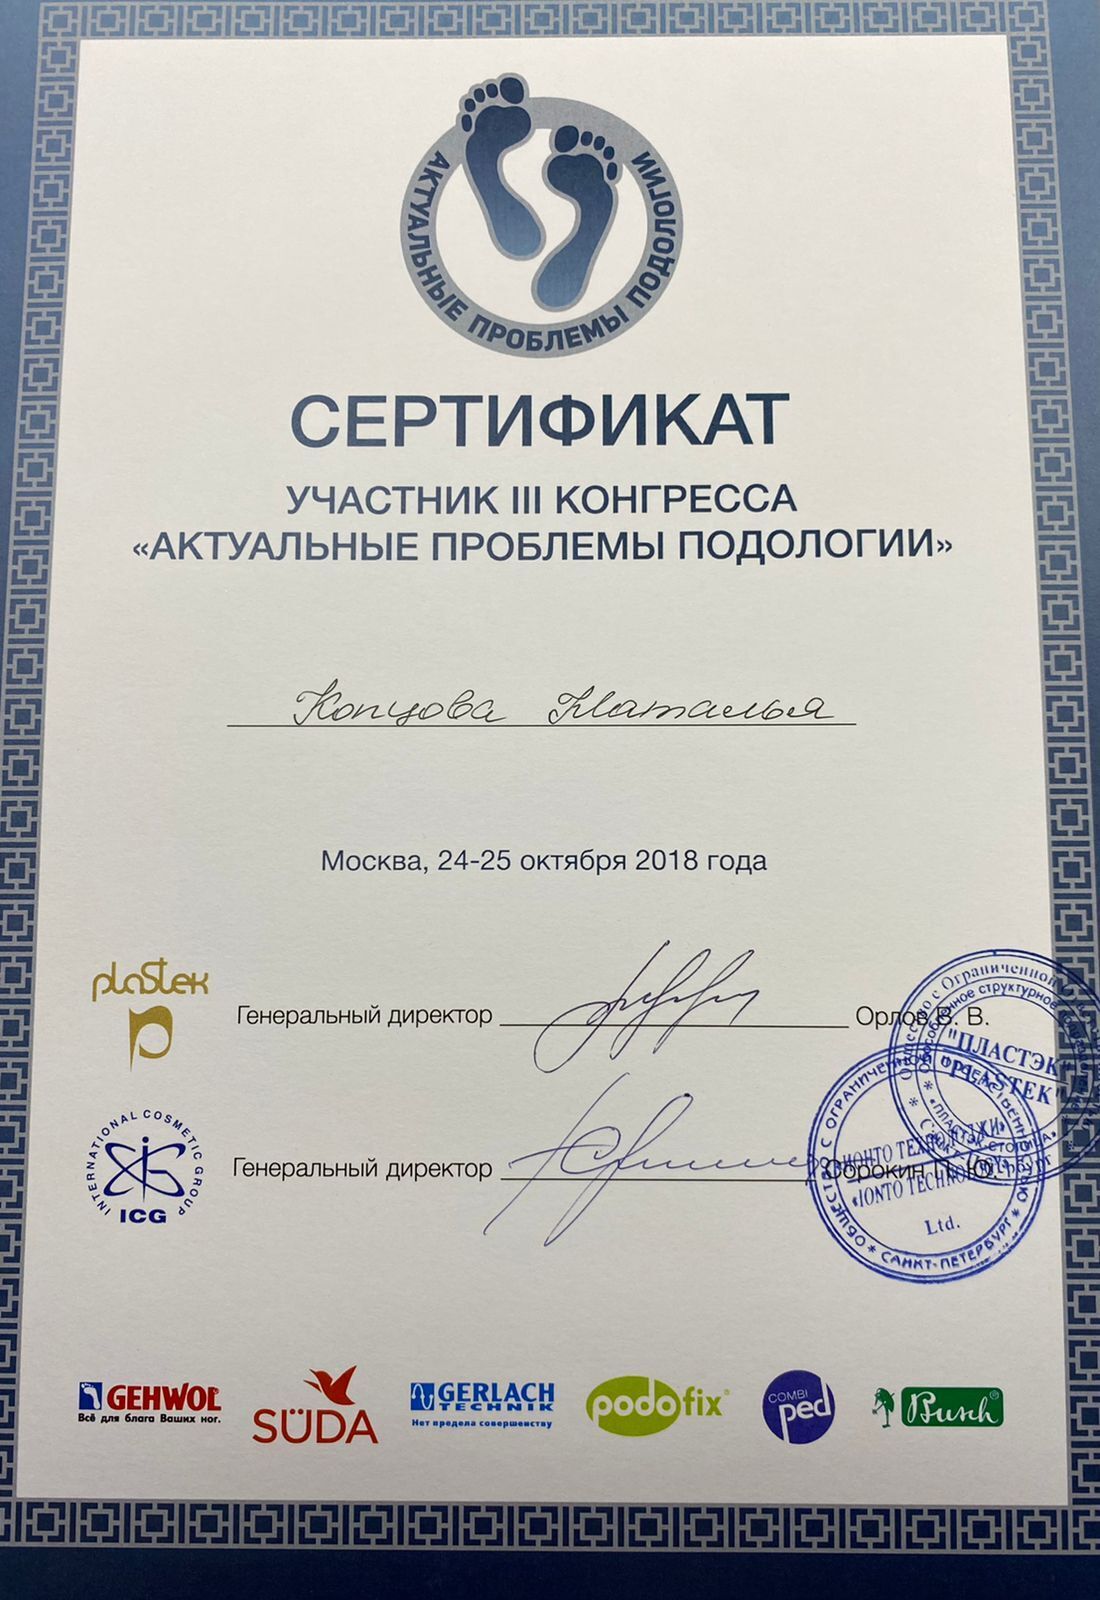 АКТУАЛЬНЫЕ ПРОБЛЕМЫ ПОДОЛОГИИ
СЕРТИФИКАТ
УЧАСТНИК III КОНГРЕССА
«АКТУАЛЬНЫЕ ПРОБЛЕМЫ ПОДОЛОГИИ»
Копцова Наталья
Москва, 24-25 октября 2018 года
plastek
Генеральный директор
Орлов В. В.
"ПЛАСТЭК"
"PLASTEK"
INTERNATIONAL COSMETIC GROUP
ICG
Генеральный директор
Сорокин П. Ю.
«IONTO TECHNOLOGY»
Ltd.
САНКТ-ПЕТЕРБУРГ
GEHWOL
Всё для блага Ваших ног.
SÜDA
GERLACH
TECHNIK
Нет предела совершенству
podofix®
COMBI
ped
Busch®